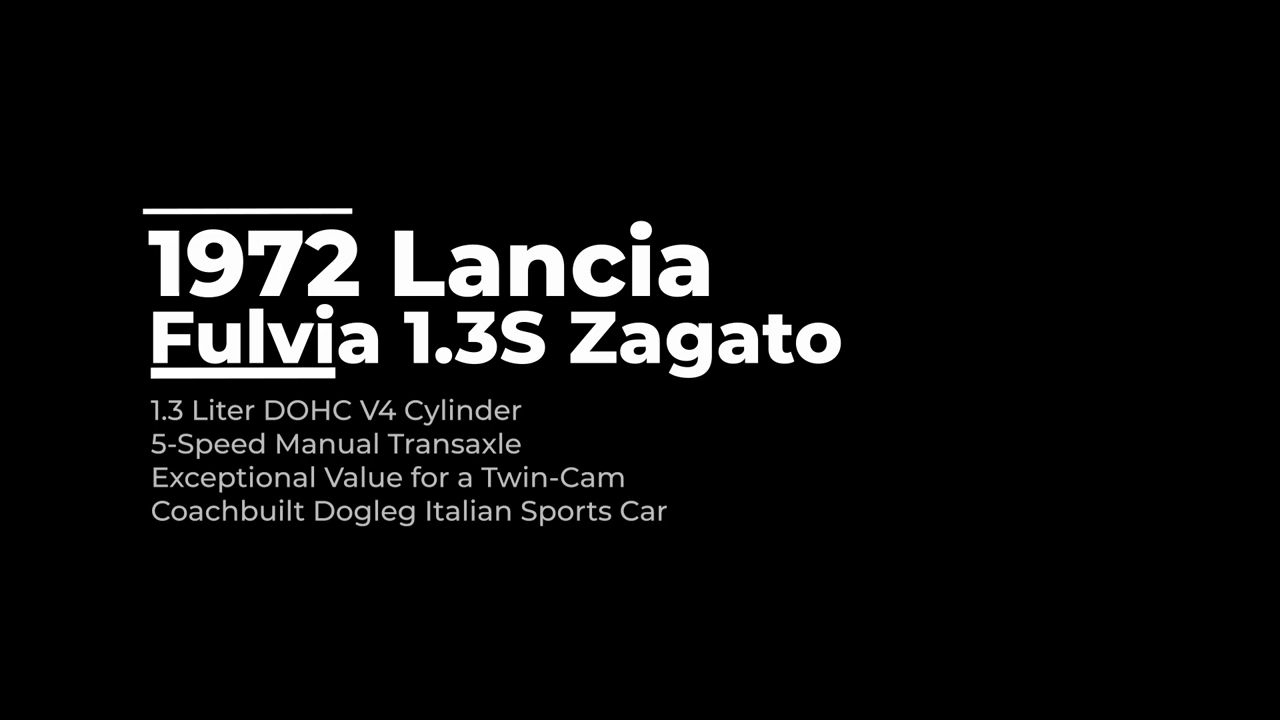 1972 Lancia
Fulvia 1.3S Zagato
1.3 Liter DOHC V4 Cylinder
5-Speed Manual Transaxle
Exceptional Value for a Twin-Cam
Coachbuilt Dogleg Italian Sports Car